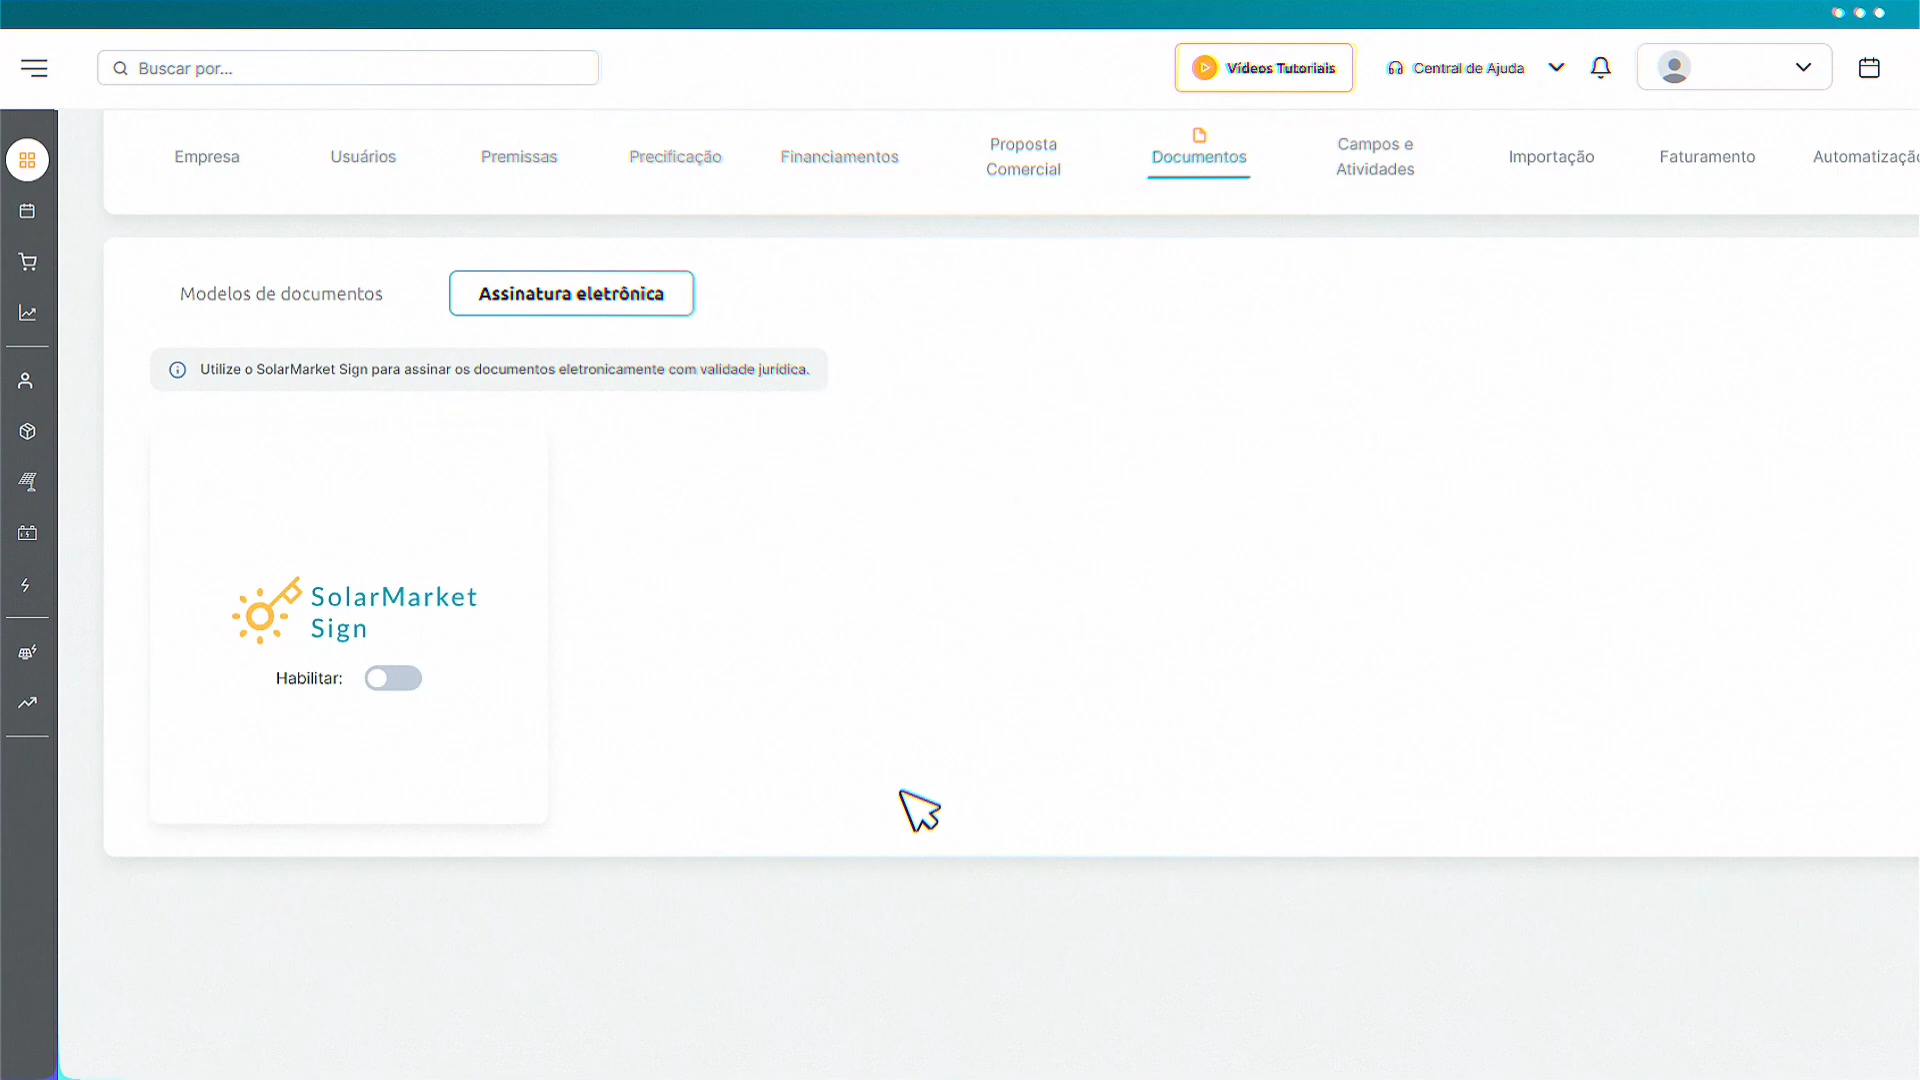 Buscar por...
Vídeos Tutoriais
Central de Ajuda
Empresa
Usuários
Premissas
Precificação
Financiamentos
Proposta
Comercial
Documentos
Campos e
Atividades
Importação
Faturamento
Automatização
Modelos de documentos
Assinatura eletrônica
Utilize o SolarMarket Sign para assinar os documentos eletronicamente com validade jurídica.
SolarMarket
Sign
Habilitar: